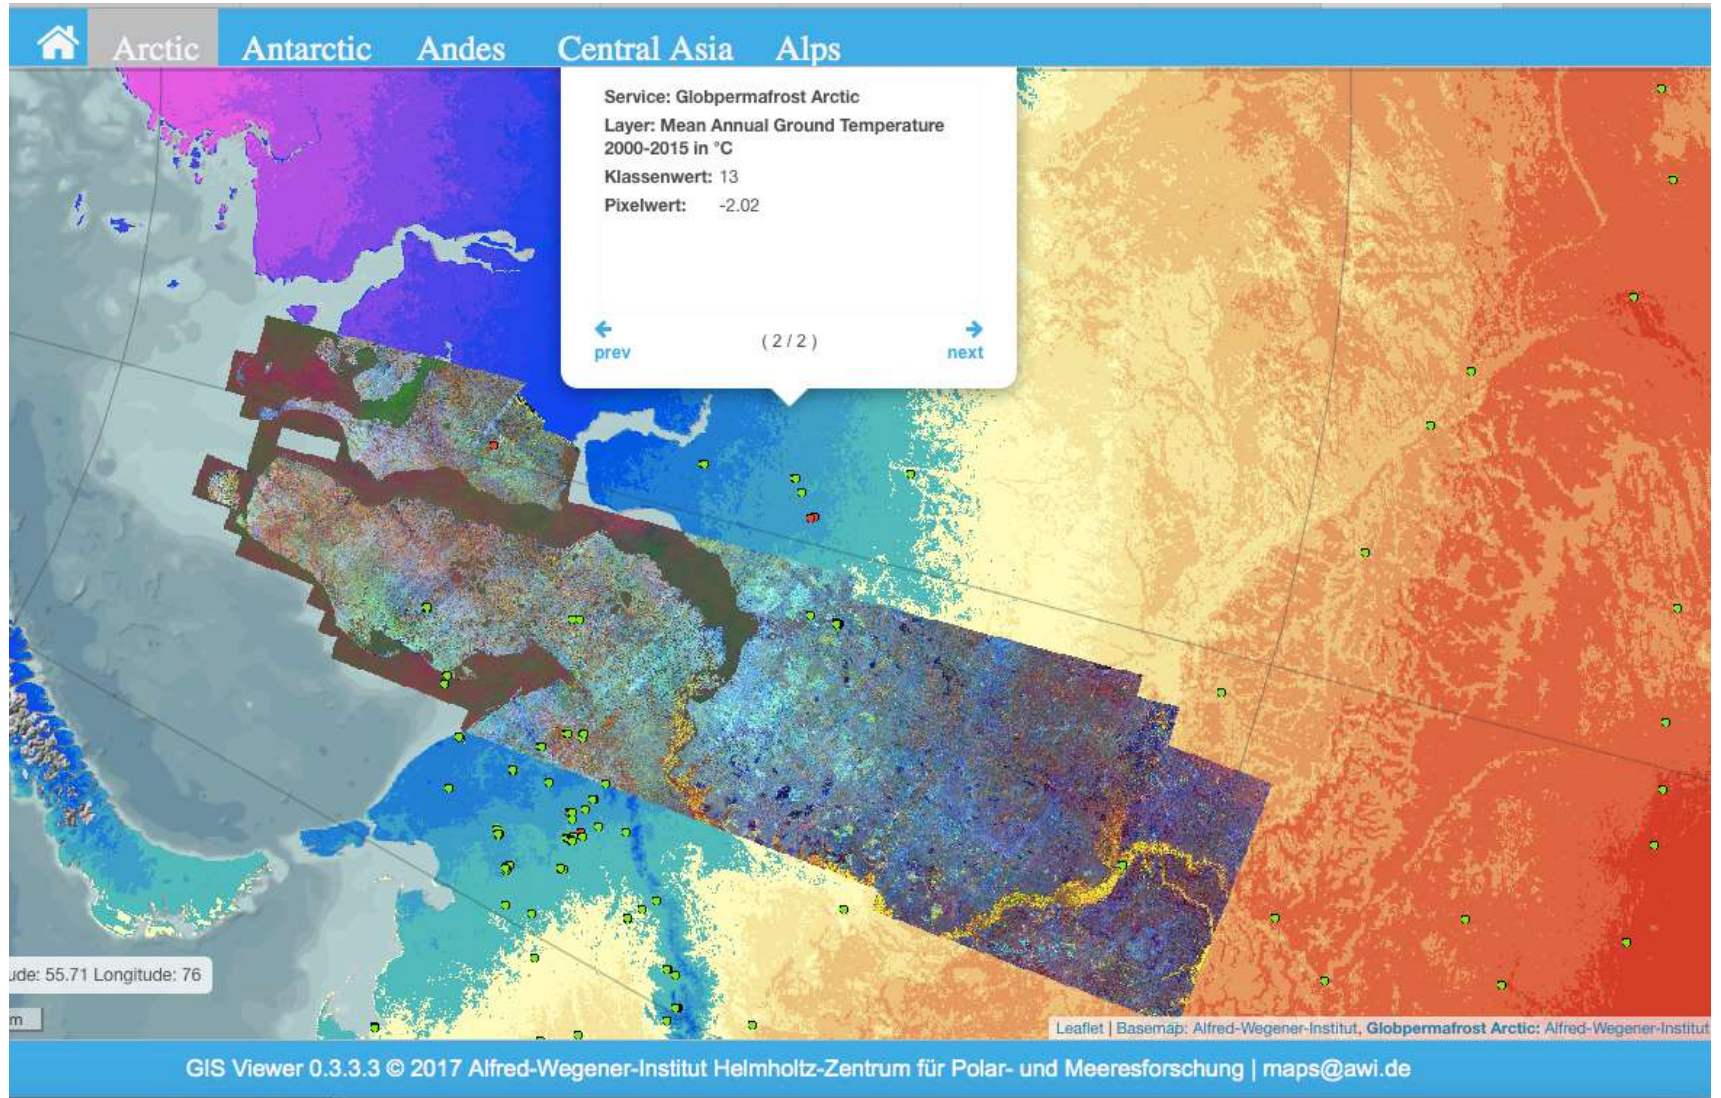 Arctic Antarctic Andes Central Asia Alps
Service: Globpermafrost Arctic
Layer: Mean Annual Ground Temperature
2000-2015 in °C
Klassenwert: 13
Pixelwert: -2.02
prev ( 2 / 2 ) next
ude: 55.71 Longitude: 76
m
Leaflet | Basemap: Alfred-Wegener-Institut, Globpermafrost Arctic: Alfred-Wegener-Institut
GIS Viewer 0.3.3.3 © 2017 Alfred-Wegener-Institut Helmholtz-Zentrum für Polar- und Meeresforschung | maps@awi.de